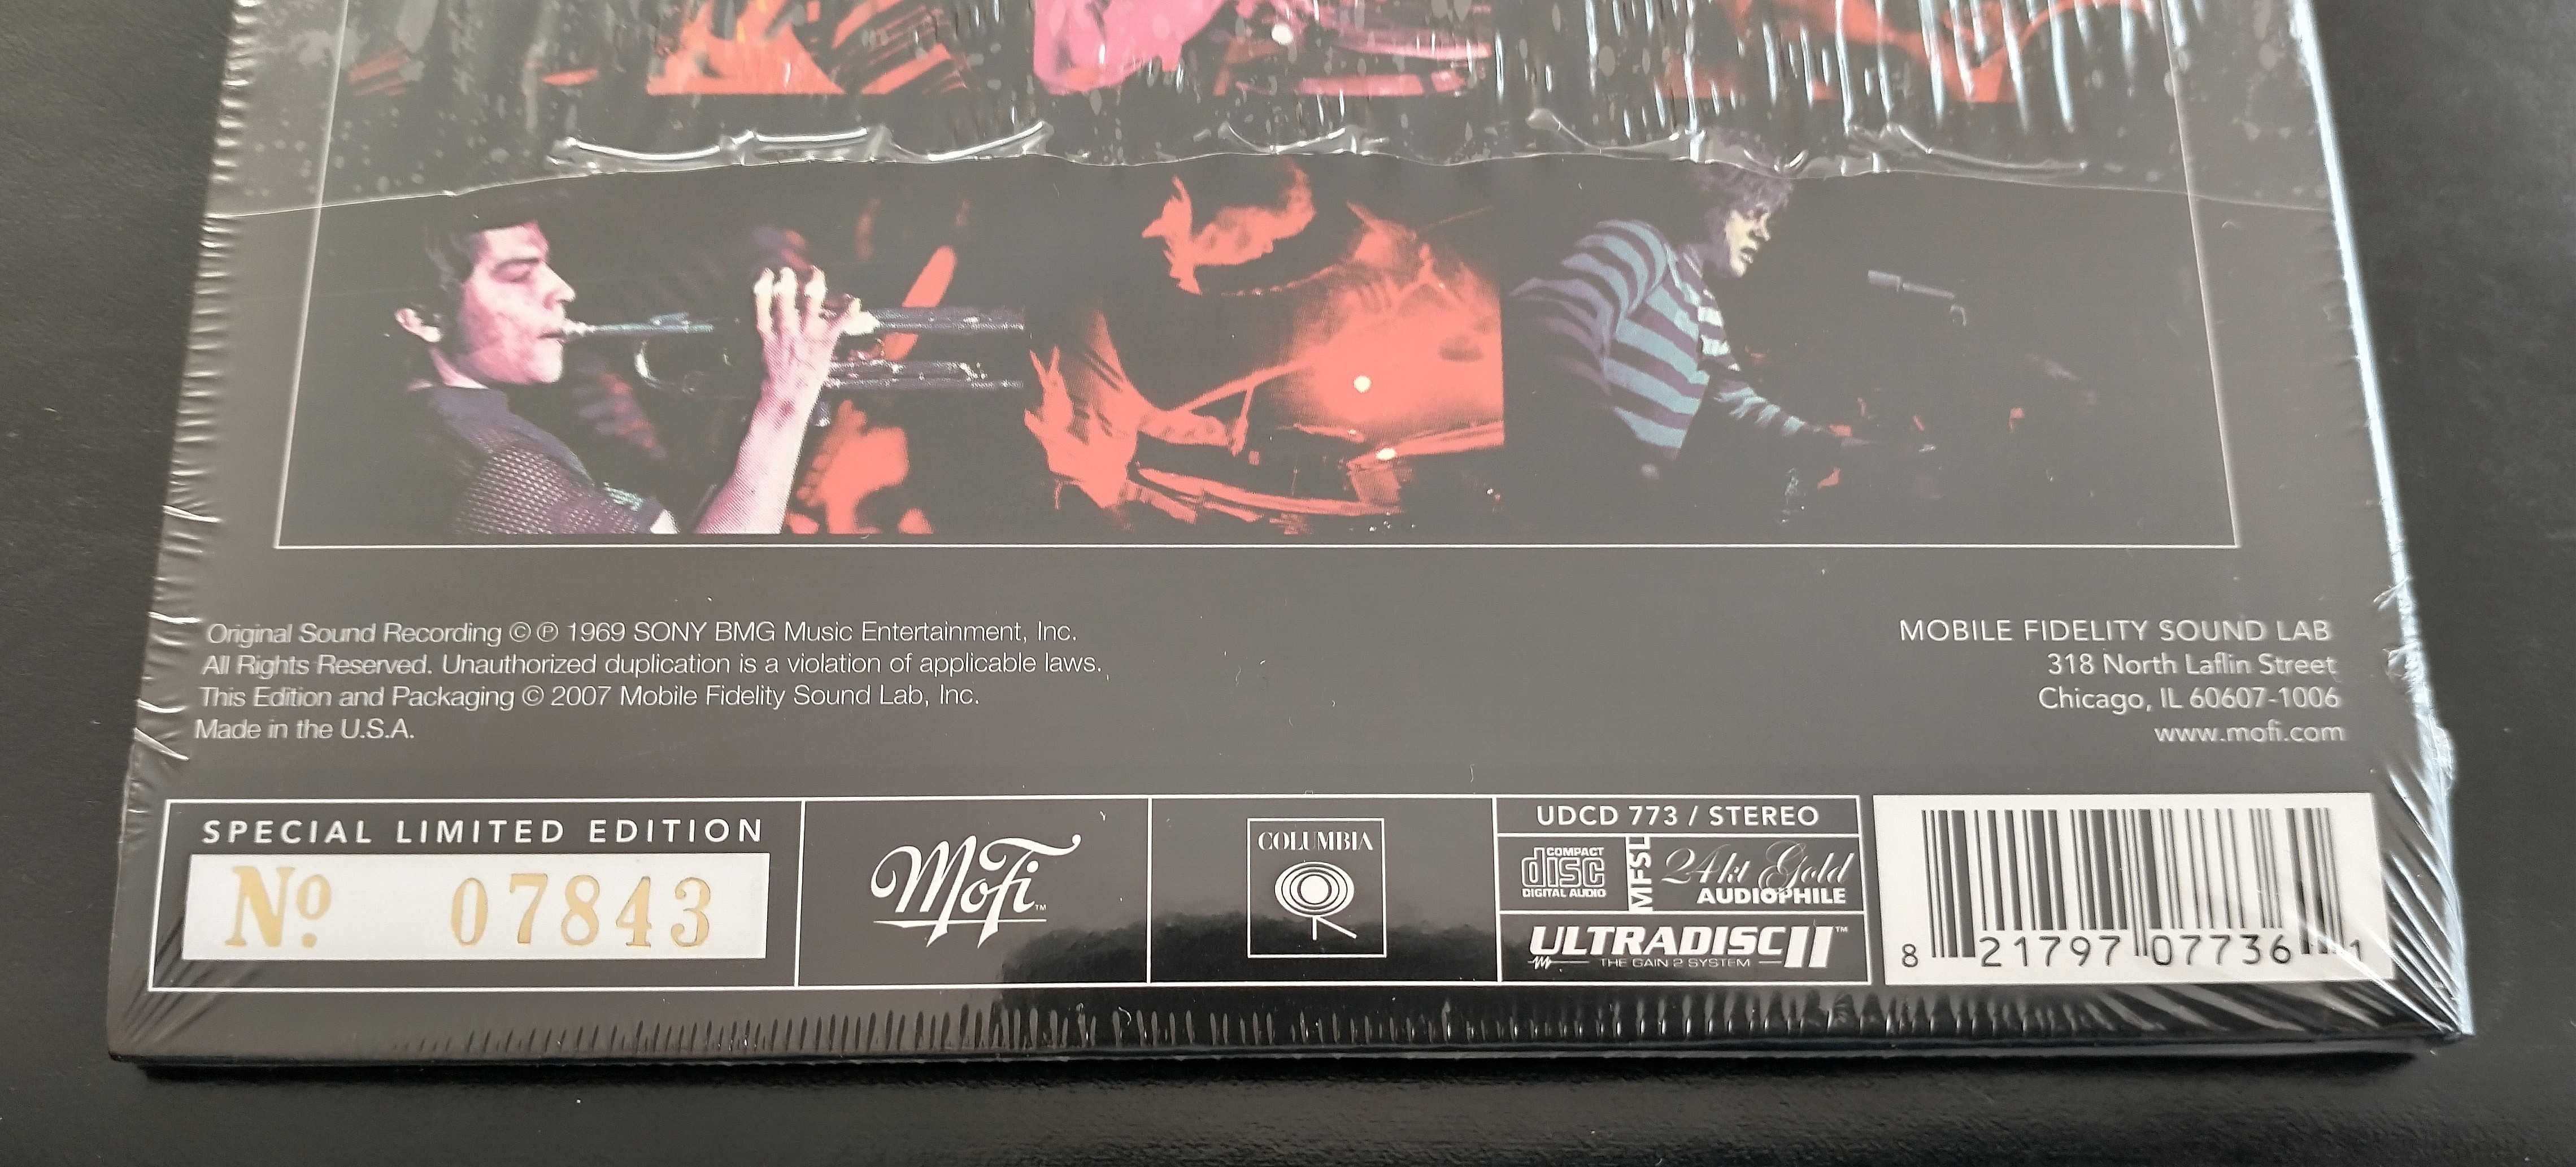 Original Sound Recording © ℗ 1969 SONY BMG Music Entertainment, Inc.
All Rights Reserved. Unauthorized duplication is a violation of applicable laws.
This Edition and Packaging © 2007 Mobile Fidelity Sound Lab, Inc.
Made in the U.S.A.
MOBILE FIDELITY SOUND LAB
318 North Laflin Street
Chicago, IL 60607-1006
www.mofi.com
SPECIAL LIMITED EDITION
Nº. 07843
MoFi™
COLUMBIA
UDCD 773 / STEREO
COMPACT
disc
DIGITAL AUDIO
MFSL
24kt Gold
AUDIOPHILE
ULTRADISC II™
THE GAIN 2 SYSTEM
8 21797 07736 1